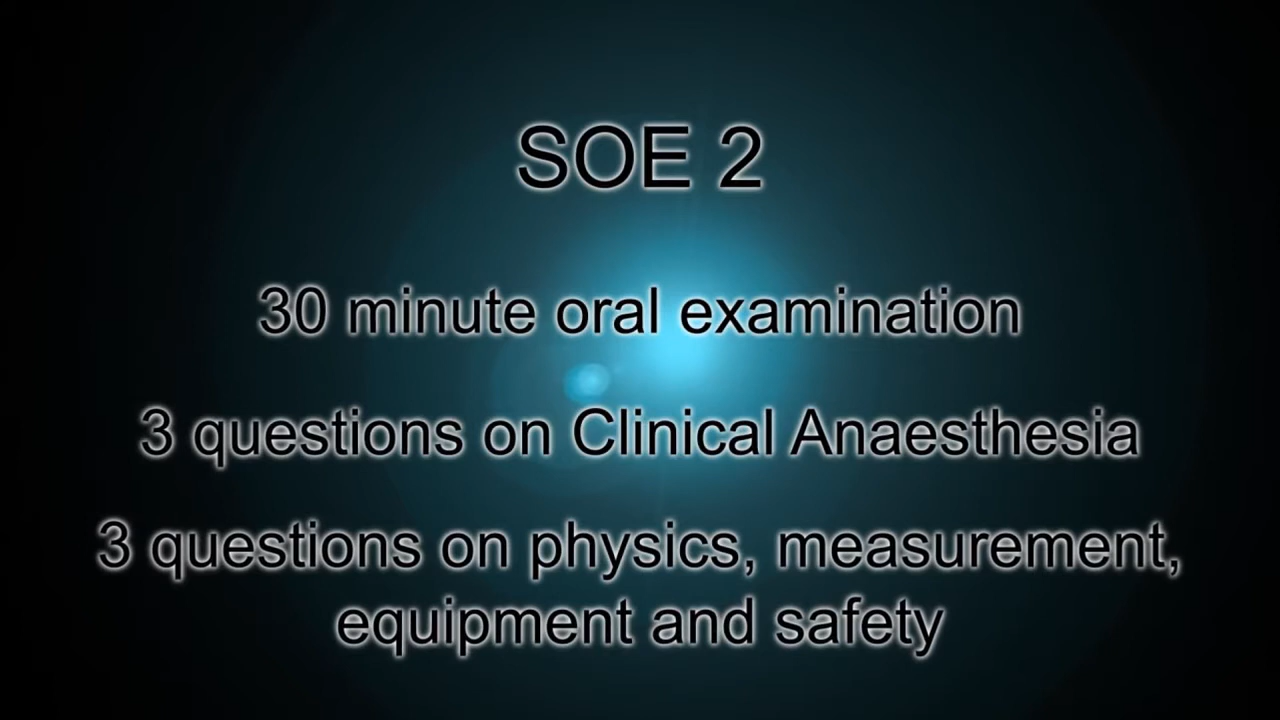 SOE 2
30 minute oral examination
3 questions on Clinical Anaesthesia
3 questions on physics, measurement,
equipment and safety